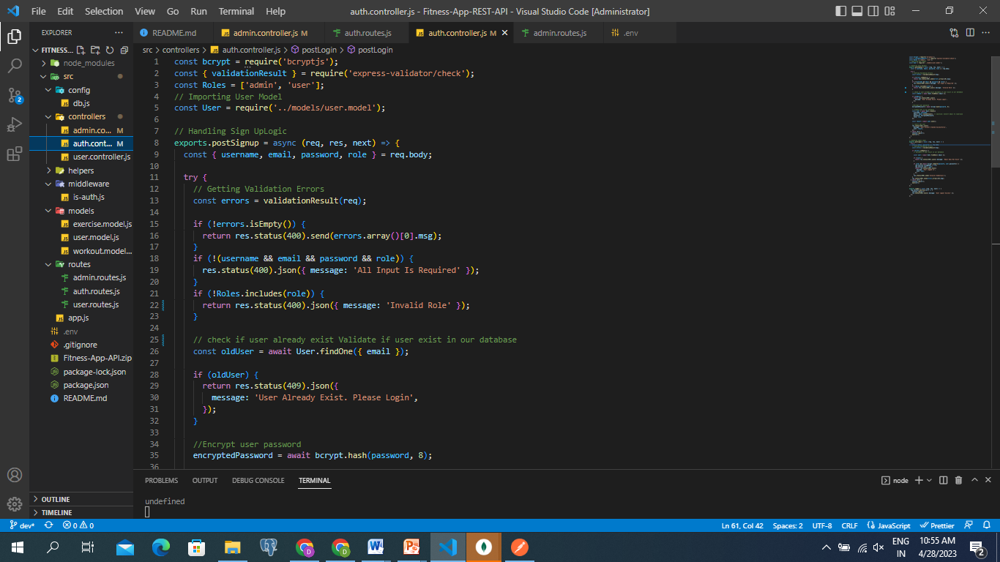 File Edit Selection View Go Run Terminal Help auth.controller.js - Fitness-App-REST-API - Visual Studio Code [Administrator]
EXPLORER ...
README.md admin.controller.js M auth.routes.js auth.controller.js M admin.routes.js .env
FITNESS...
node_modules
src
config
db.js
controllers
admin.co... M
auth.cont... M
user.controller.js
helpers
middleware
is-auth.js
models
exercise.model.js
user.model.js
workout.model...
routes
admin.routes.js
auth.routes.js
user.routes.js
app.js
.env
.gitignore
Fitness-App-API.zip
package-lock.json
package.json
README.md
OUTLINE
TIMELINE
2
src > controllers > JS auth.controller.js > postLogin > postLogin
1 const bcrypt = require('bcryptjs');
2 const { validationResult } = require('express-validator/check');
3 const Roles = ['admin', 'user'];
4 // Importing User Model
5 const User = require('../models/user.model');
6
7 // Handling Sign UpLogic
8 exports.postSignup = async (req, res, next) => {
9 const { username, email, password, role } = req.body;
10
11 try {
12 // Getting Validation Errors
13 const errors = validationResult(req);
14
15 if (!errors.isEmpty()) {
16 return res.status(400).send(errors.array()[0].msg);
17 }
18 if (!(username && email && password && role)) {
19 res.status(400).json({ message: 'All Input Is Required' });
20 }
21 if (!Roles.includes(role)) {
22 return res.status(400).json({ message: 'Invalid Role' });
23 }
24
25 // check if user already exist Validate if user exist in our database
26 const oldUser = await User.findOne({ email });
27
28 if (oldUser) {
29 return res.status(409).json({
30 message: 'User Already Exist. Please Login',
31 });
32 }
33
34 //Encrypt user password
35 encryptedPassword = await bcrypt.hash(password, 8);
36
PROBLEMS OUTPUT DEBUG CONSOLE TERMINAL node
undefined
dev* 0 0 Ln 61, Col 42 Spaces: 2 UTF-8 CRLF JavaScript Prettier
ENG
IN
10:55 AM
4/28/2023
2